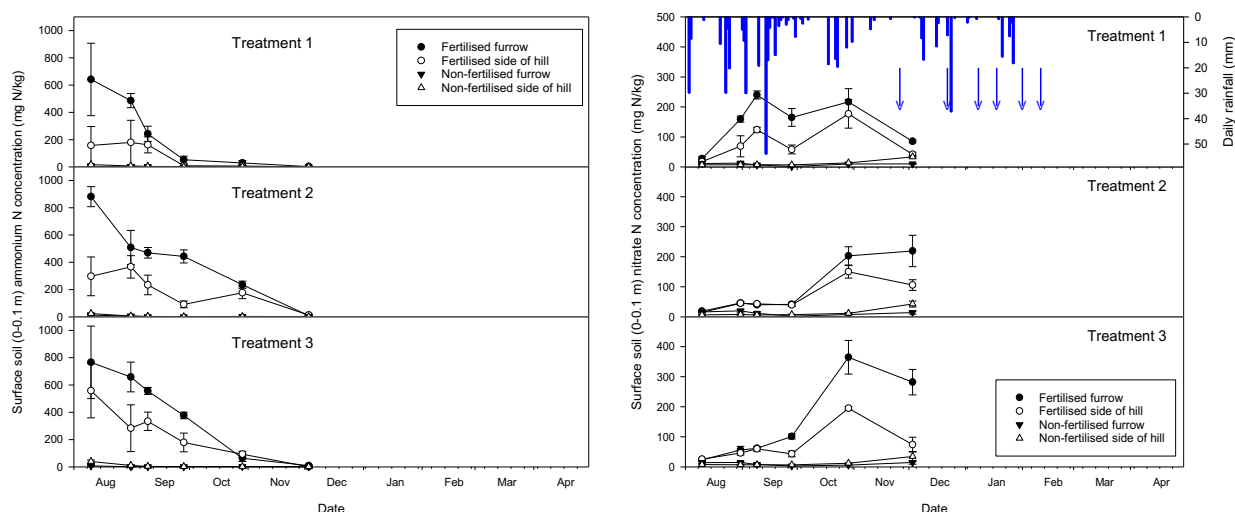 Surface soil (0-0.1 m) ammonium N concentration (mg N/kg)
1000
800
600
400
200
0
Treatment 1
Fertilised furrow
Fertilised side of hill
Non-fertilised furrow
Non-fertilised side of hill
1000
800
600
400
200
0
Treatment 2
1000
800
600
400
200
0
Treatment 3
Aug Sep Oct Nov Dec Jan Feb Mar Apr
Date
Surface soil (0-0.1 m) nitrate N concentration (mg N/kg)
500
400
300
200
100
0
Treatment 1
0
10
20
30
40
50
Daily rainfall (mm)
400
300
200
100
0
Treatment 2
400
300
200
100
0
Treatment 3
Fertilised furrow
Fertilised side of hill
Non-fertilised furrow
Non-fertilised side of hill
Aug Sep Oct Nov Dec Jan Feb Mar Apr
Date